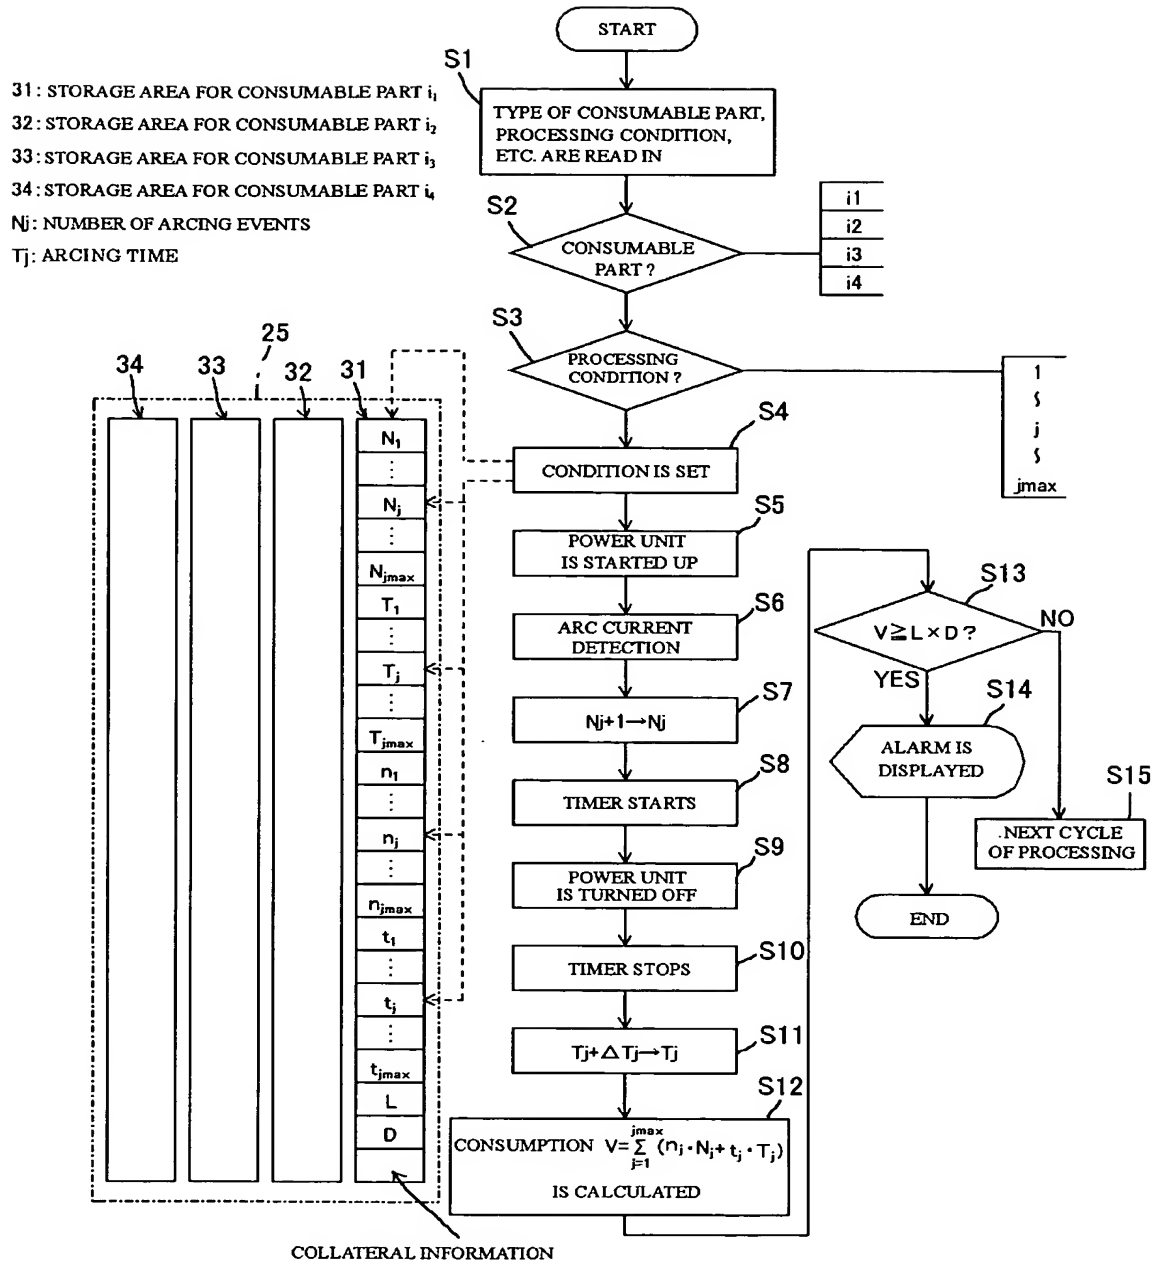 START
S1
TYPE OF CONSUMABLE PART,
PROCESSING CONDITION,
ETC. ARE READ IN
31: STORAGE AREA FOR CONSUMABLE PART i₁
32: STORAGE AREA FOR CONSUMABLE PART i₂
33: STORAGE AREA FOR CONSUMABLE PART i₃
34: STORAGE AREA FOR CONSUMABLE PART i₄
Nj: NUMBER OF ARCING EVENTS
Tj: ARCING TIME
S2
CONSUMABLE
PART ?
i1
i2
i3
i4
S3
PROCESSING
CONDITION ?
1
∫
j
∫
jmax
25
34
33
32
31
N₁
⋮
Nⱼ
⋮
Njmax
T₁
⋮
Tⱼ
⋮
Tjmax
n₁
⋮
nⱼ
⋮
njmax
t₁
⋮
tⱼ
⋮
tjmax
L
D
COLLATERAL INFORMATION
S4
CONDITION IS SET
S5
POWER UNIT
IS STARTED UP
S6
ARC CURRENT
DETECTION
S7
Nj+1→Nj
S8
TIMER STARTS
S9
POWER UNIT
IS TURNED OFF
S10
TIMER STOPS
S11
Tj+△Tj→Tj
S12
CONSUMPTION V=Σ(nⱼ·Nⱼ+tⱼ·Tⱼ)
jmax
j=1
IS CALCULATED
S13
V≧L×D?
NO
YES
S14
ALARM IS
DISPLAYED
S15
.NEXT CYCLE
OF PROCESSING
END